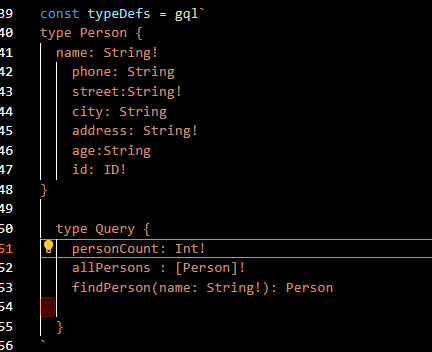 39 const typeDefs = gql`
40 type Person {
41 name: String!
42 phone: String
43 street:String!
44 city: String
45 address: String!
46 age:String
47 id: ID!
48 }
49
50 type Query {
51 personCount: Int!
52 allPersons : [Person]!
53 findPerson(name: String!): Person
54
55 }
56 `